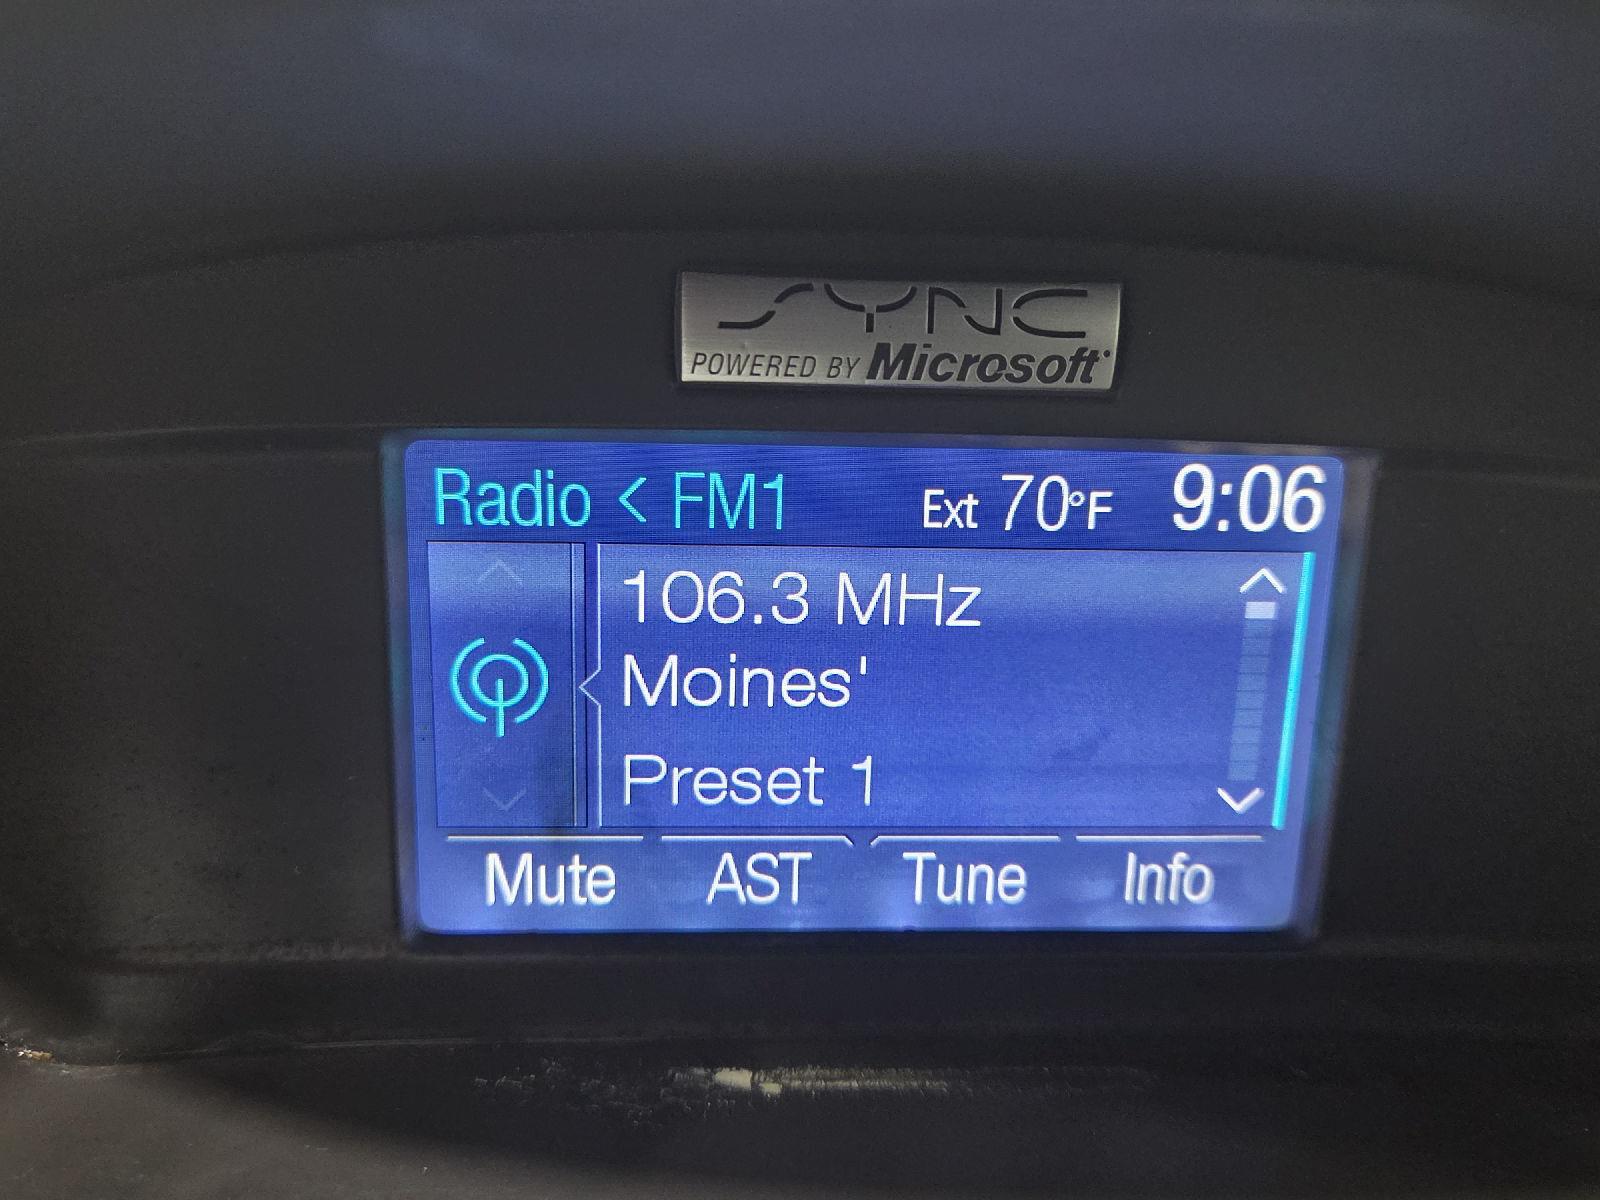 SYNC
POWERED BY Microsoft
Radio < FM1 Ext 70°F 9:06
106.3 MHz
Moines'
Preset 1
Mute AST Tune Info